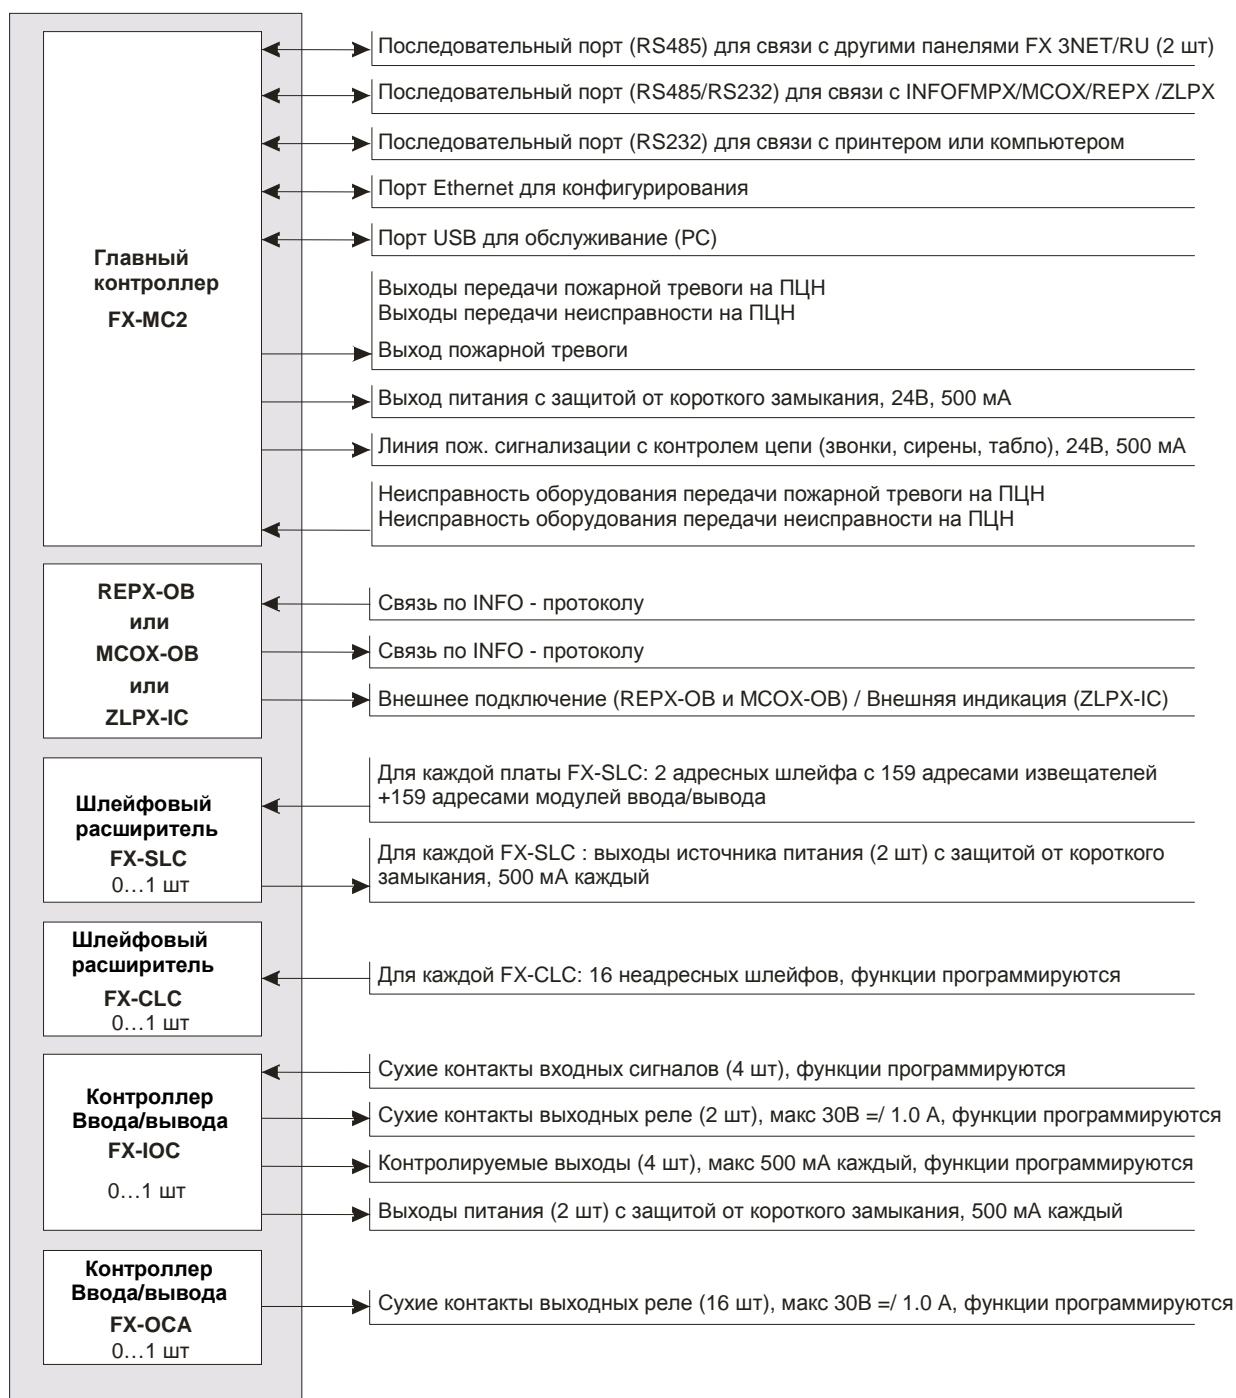 Последовательный порт (RS485) для связи с другими панелями FX 3NET/RU (2 шт)
Последовательный порт (RS485/RS232) для связи с INFOFMPX/MCOX/REPX /ZLPX
Последовательный порт (RS232) для связи с принтером или компьютером
Порт Ethernet для конфигурирования
Порт USB для обслуживание (PC)
Главный
контроллер
FX-MC2
Выходы передачи пожарной тревоги на ПЦН
Выходы передачи неисправности на ПЦН
Выход пожарной тревоги
Выход питания с защитой от короткого замыкания, 24В, 500 мА
Линия пож. сигнализации с контролем цепи (звонки, сирены, табло), 24В, 500 мА
Неисправность оборудования передачи пожарной тревоги на ПЦН
Неисправность оборудования передачи неисправности на ПЦН
REPX-OB
или
MCOX-OB
или
ZLPX-IC
Связь по INFO - протоколу
Связь по INFO - протоколу
Внешнее подключение (REPX-OB и MCOX-OB) / Внешняя индикация (ZLPX-IC)
Шлейфовый
расширитель
FX-SLC
0…1 шт
Для каждой платы FX-SLC: 2 адресных шлейфа с 159 адресами извещателей
+159 адресами модулей ввода/вывода
Для каждой FX-SLC : выходы источника питания (2 шт) с защитой от короткого
замыкания, 500 мА каждый
Шлейфовый
расширитель
FX-CLC
0…1 шт
Для каждой FX-CLC: 16 неадресных шлейфов, функции программируются
Контроллер
Ввода/вывода
FX-IOC
0…1 шт
Сухие контакты входных сигналов (4 шт), функции программируются
Сухие контакты выходных реле (2 шт), макс 30В =/ 1.0 А, функции программируются
Контролируемые выходы (4 шт), макс 500 мА каждый, функции программируются
Выходы питания (2 шт) с защитой от короткого замыкания, 500 мА каждый
Контроллер
Ввода/вывода
FX-OCA
0…1 шт
Сухие контакты выходных реле (16 шт), макс 30В =/ 1.0 А, функции программируются